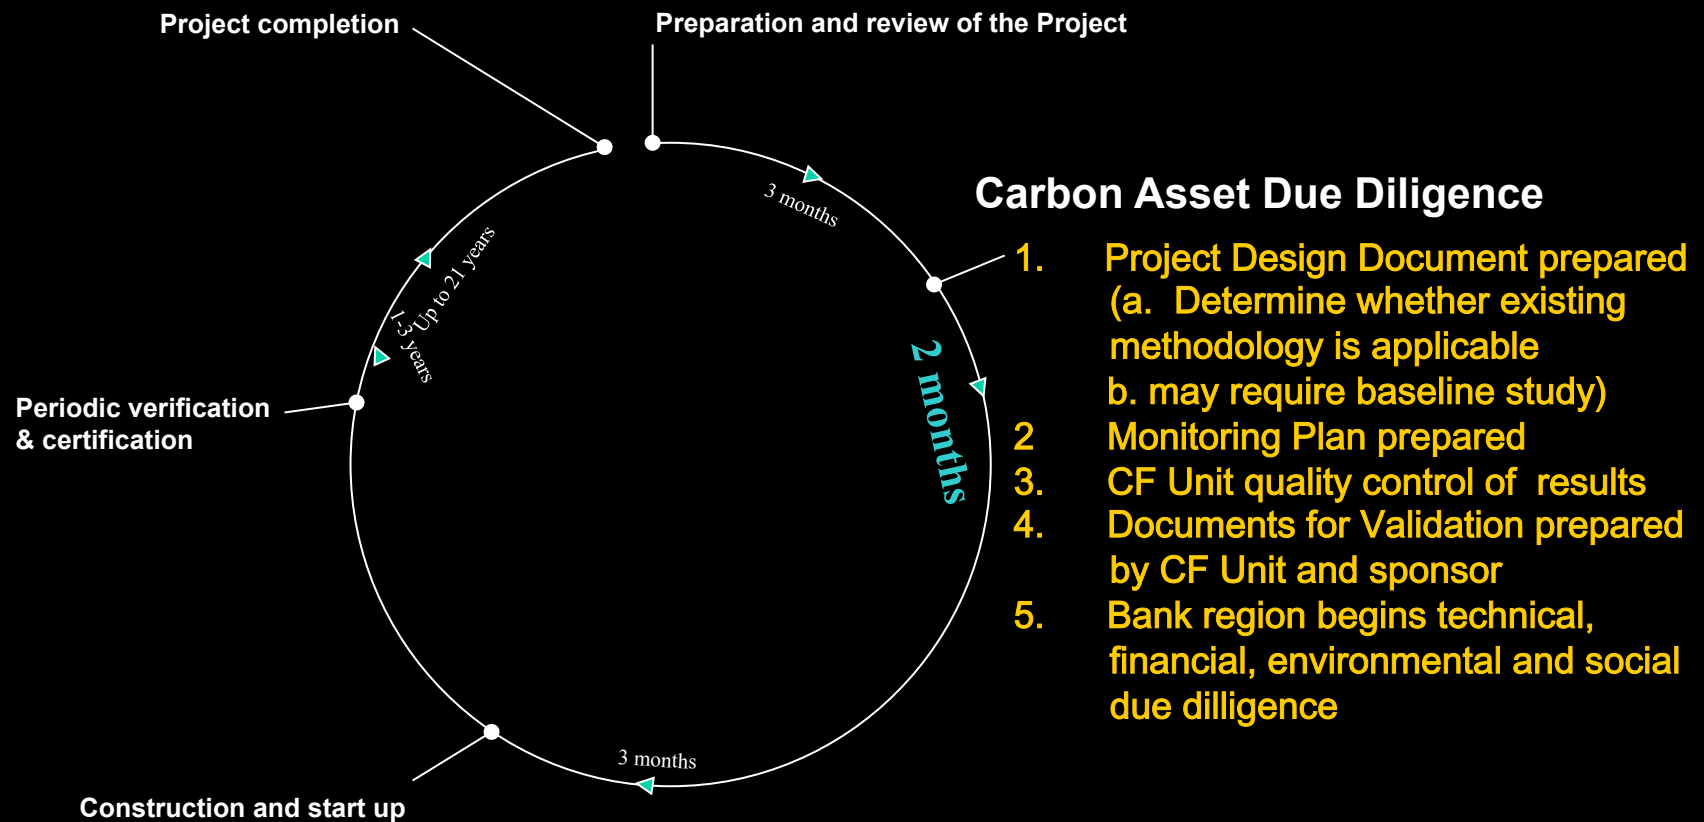 Project completion
Preparation and review of the Project
3 months
Carbon Asset Due Diligence
1. Project Design Document prepared
(a. Determine whether existing
methodology is applicable
b. may require baseline study)
2 Monitoring Plan prepared
3. CF Unit quality control of results
4. Documents for Validation prepared
by CF Unit and sponsor
5. Bank region begins technical,
financial, environmental and social
due dilligence
2 months
Up to 21 years
1-3 years
Periodic verification
& certification
3 months
Construction and start up